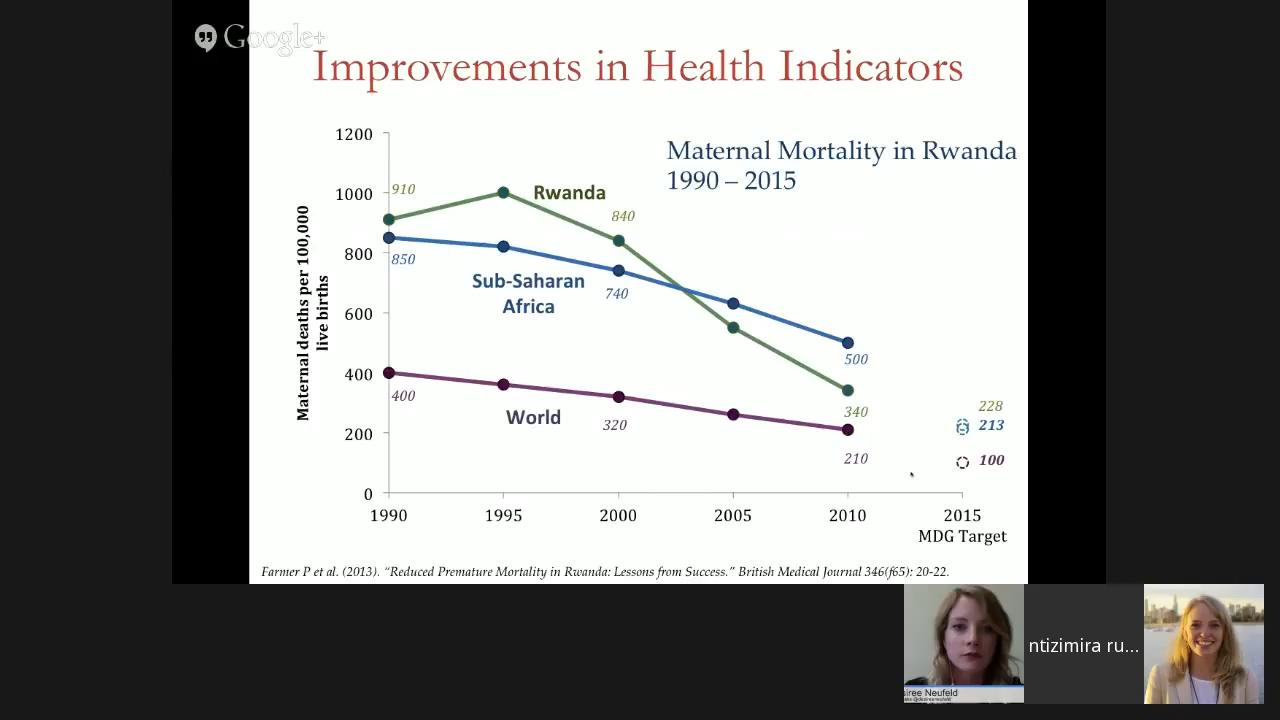 Google+
Improvements in Health Indicators
Maternal Mortality in Rwanda
1990 – 2015
Maternal deaths per 100,000
live births
1200
1000
800
600
400
200
0
910
Rwanda
840
850
Sub-Saharan
Africa
740
500
400
World
320
340
210
228
213
100
1990
1995
2000
2005
2010
2015
MDG Target
Farmer P et al. (2013). “Reduced Premature Mortality in Rwanda: Lessons from Success.” British Medical Journal 346(f65): 20-22.
siree Neufeld
ntizimira ru...